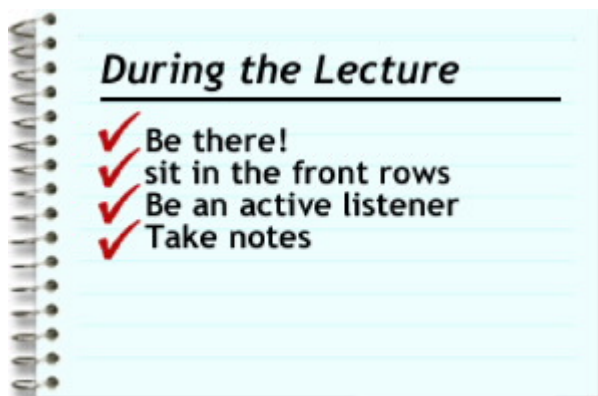 During the Lecture
Be there!
sit in the front rows
Be an active listener
Take notes